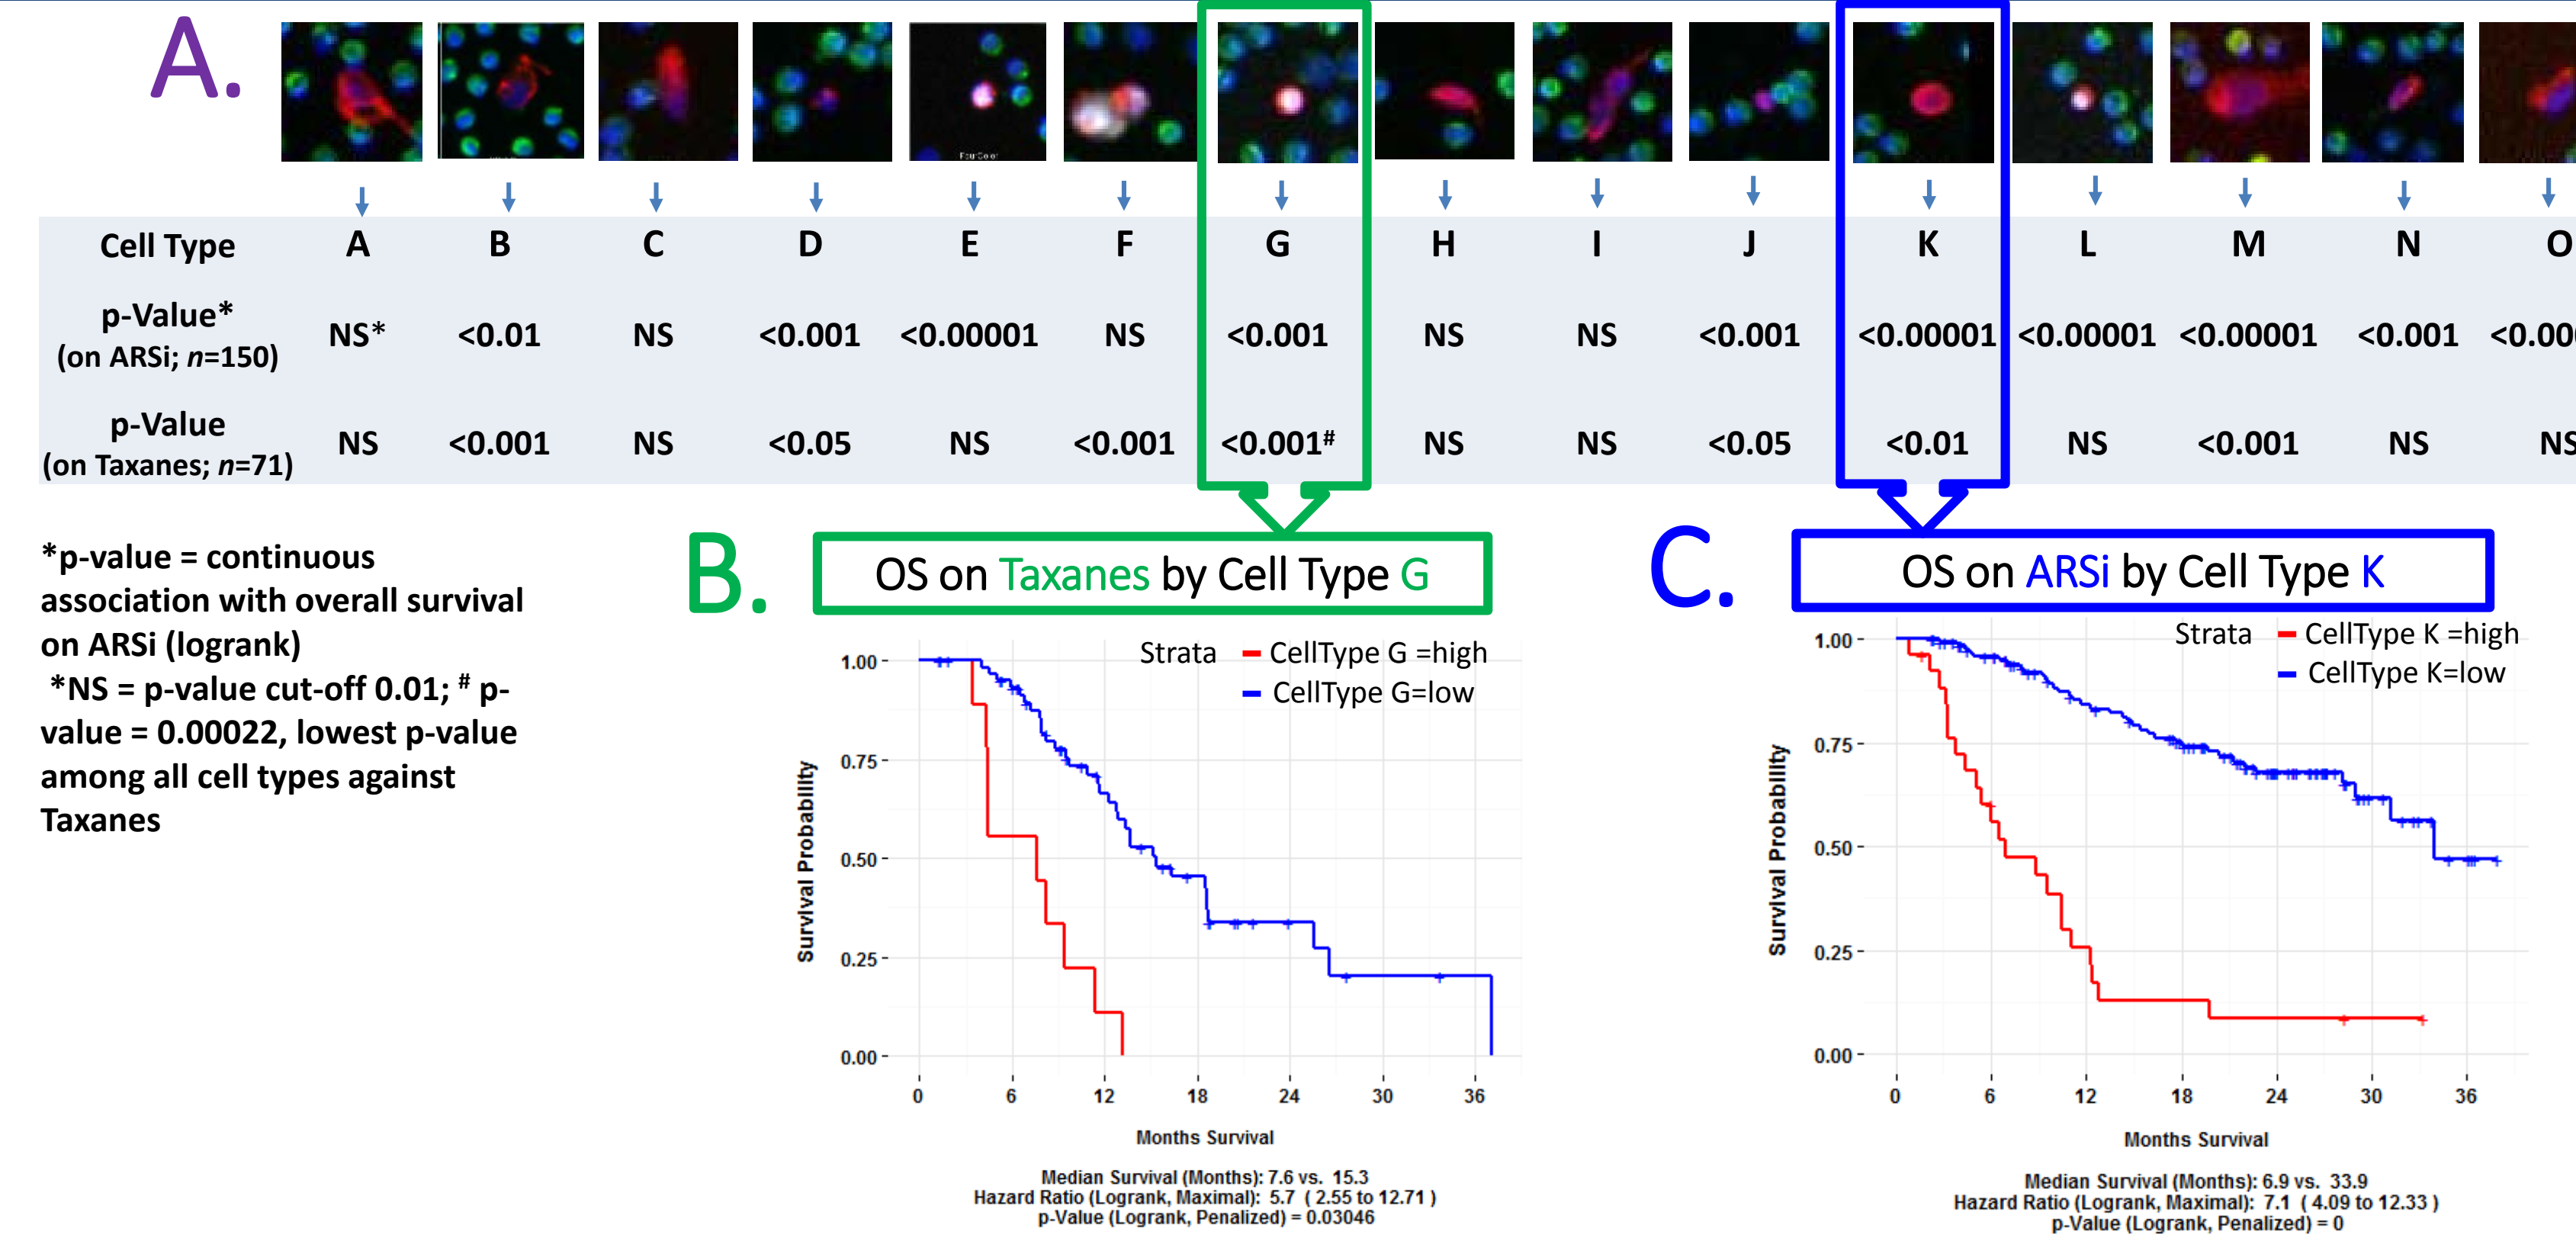 A.
Cell Type A B C D E F G H I J K L M N O
p-Value*
(on ARSi; n=150) NS* <0.01 NS <0.001 <0.00001 NS <0.001 NS NS <0.001 <0.00001 <0.00001 <0.00001 <0.001 <0.00
p-Value
(on Taxanes; n=71) NS <0.001 NS <0.05 NS <0.001 <0.001# NS NS <0.05 <0.01 NS <0.001 NS NS
*p-value = continuous
association with overall survival
on ARSi (logrank)
*NS = p-value cut-off 0.01; # p-
value = 0.00022, lowest p-value
among all cell types against
Taxanes
B.
OS on Taxanes by Cell Type G
Strata CellType G =high
CellType G=low
Survival Probability
1.00
0.75
0.50
0.25
0.00
0 6 12 18 24 30 36
Months Survival
Median Survival (Months): 7.6 vs. 15.3
Hazard Ratio (Logrank, Maximal): 5.7 ( 2.55 to 12.71 )
p-Value (Logrank, Penalized) = 0.03046
C.
OS on ARSi by Cell Type K
Strata CellType K =high
CellType K=low
Survival Probability
1.00
0.75
0.50
0.25
0.00
0 6 12 18 24 30 36
Months Survival
Median Survival (Months): 6.9 vs. 33.9
Hazard Ratio (Logrank, Maximal): 7.1 ( 4.09 to 12.33 )
p-Value (Logrank, Penalized) = 0